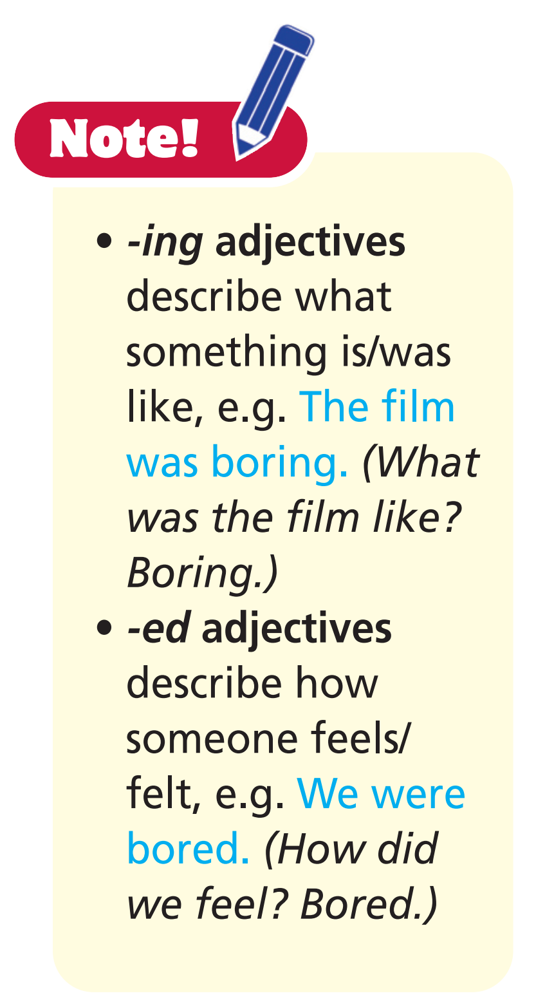 Note!
• -ing adjectives
describe what
something is/was
like, e.g. The film
was boring. (What
was the film like?
Boring.)
• -ed adjectives
describe how
someone feels/
felt, e.g. We were
bored. (How did
we feel? Bored.)